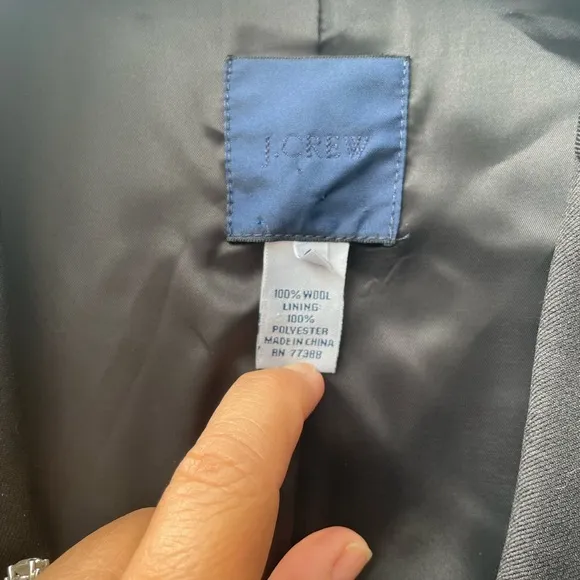 J.CREW
100% WOOL
LINING
100%
POLYESTER
MADE IN CHINA
RN 77388